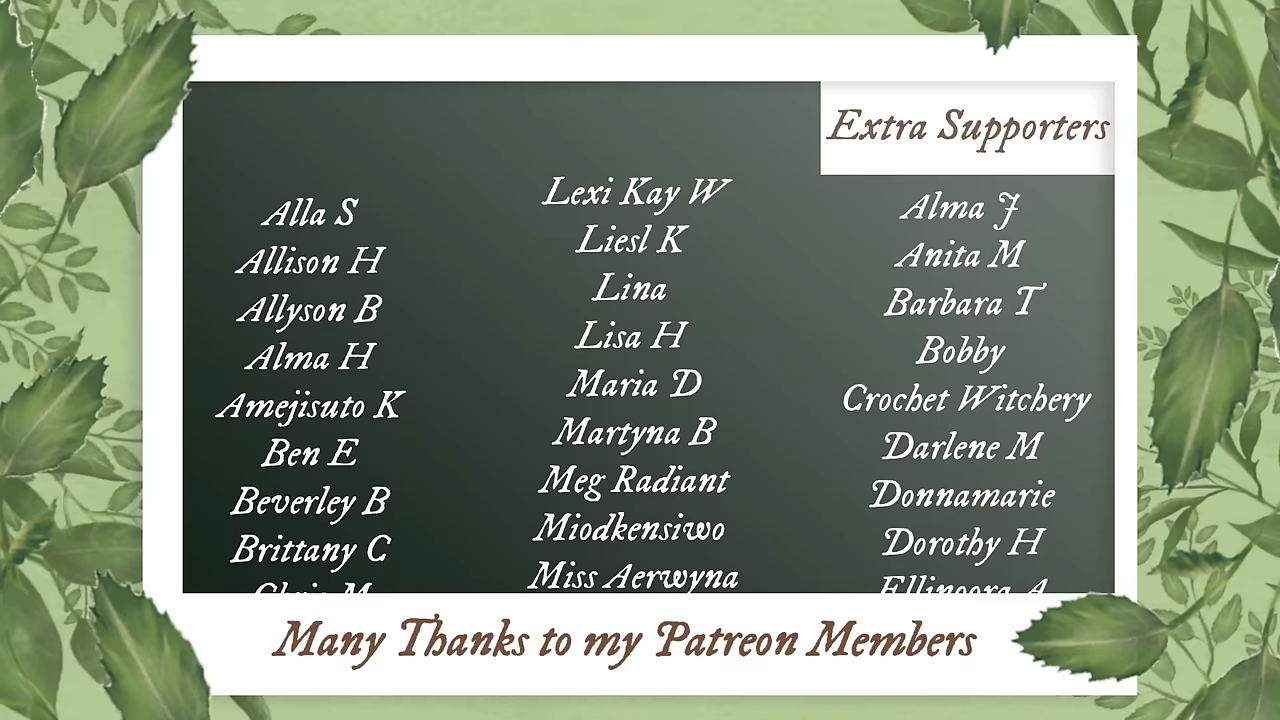 Extra Supporters
Alla S
Allison H
Allyson B
Alma H
Amejisuto K
Ben E
Beverley B
Brittany C
Lexi Kay W
Liesl K
Lina
Lisa H
Maria D
Martyna B
Meg Radiant
Miodkensiwo
Miss Aerwyna
Alma J
Anita M
Barbara T
Bobby
Crochet Witchery
Darlene M
Donnamarie
Dorothy H
Many Thanks to my Patreon Members